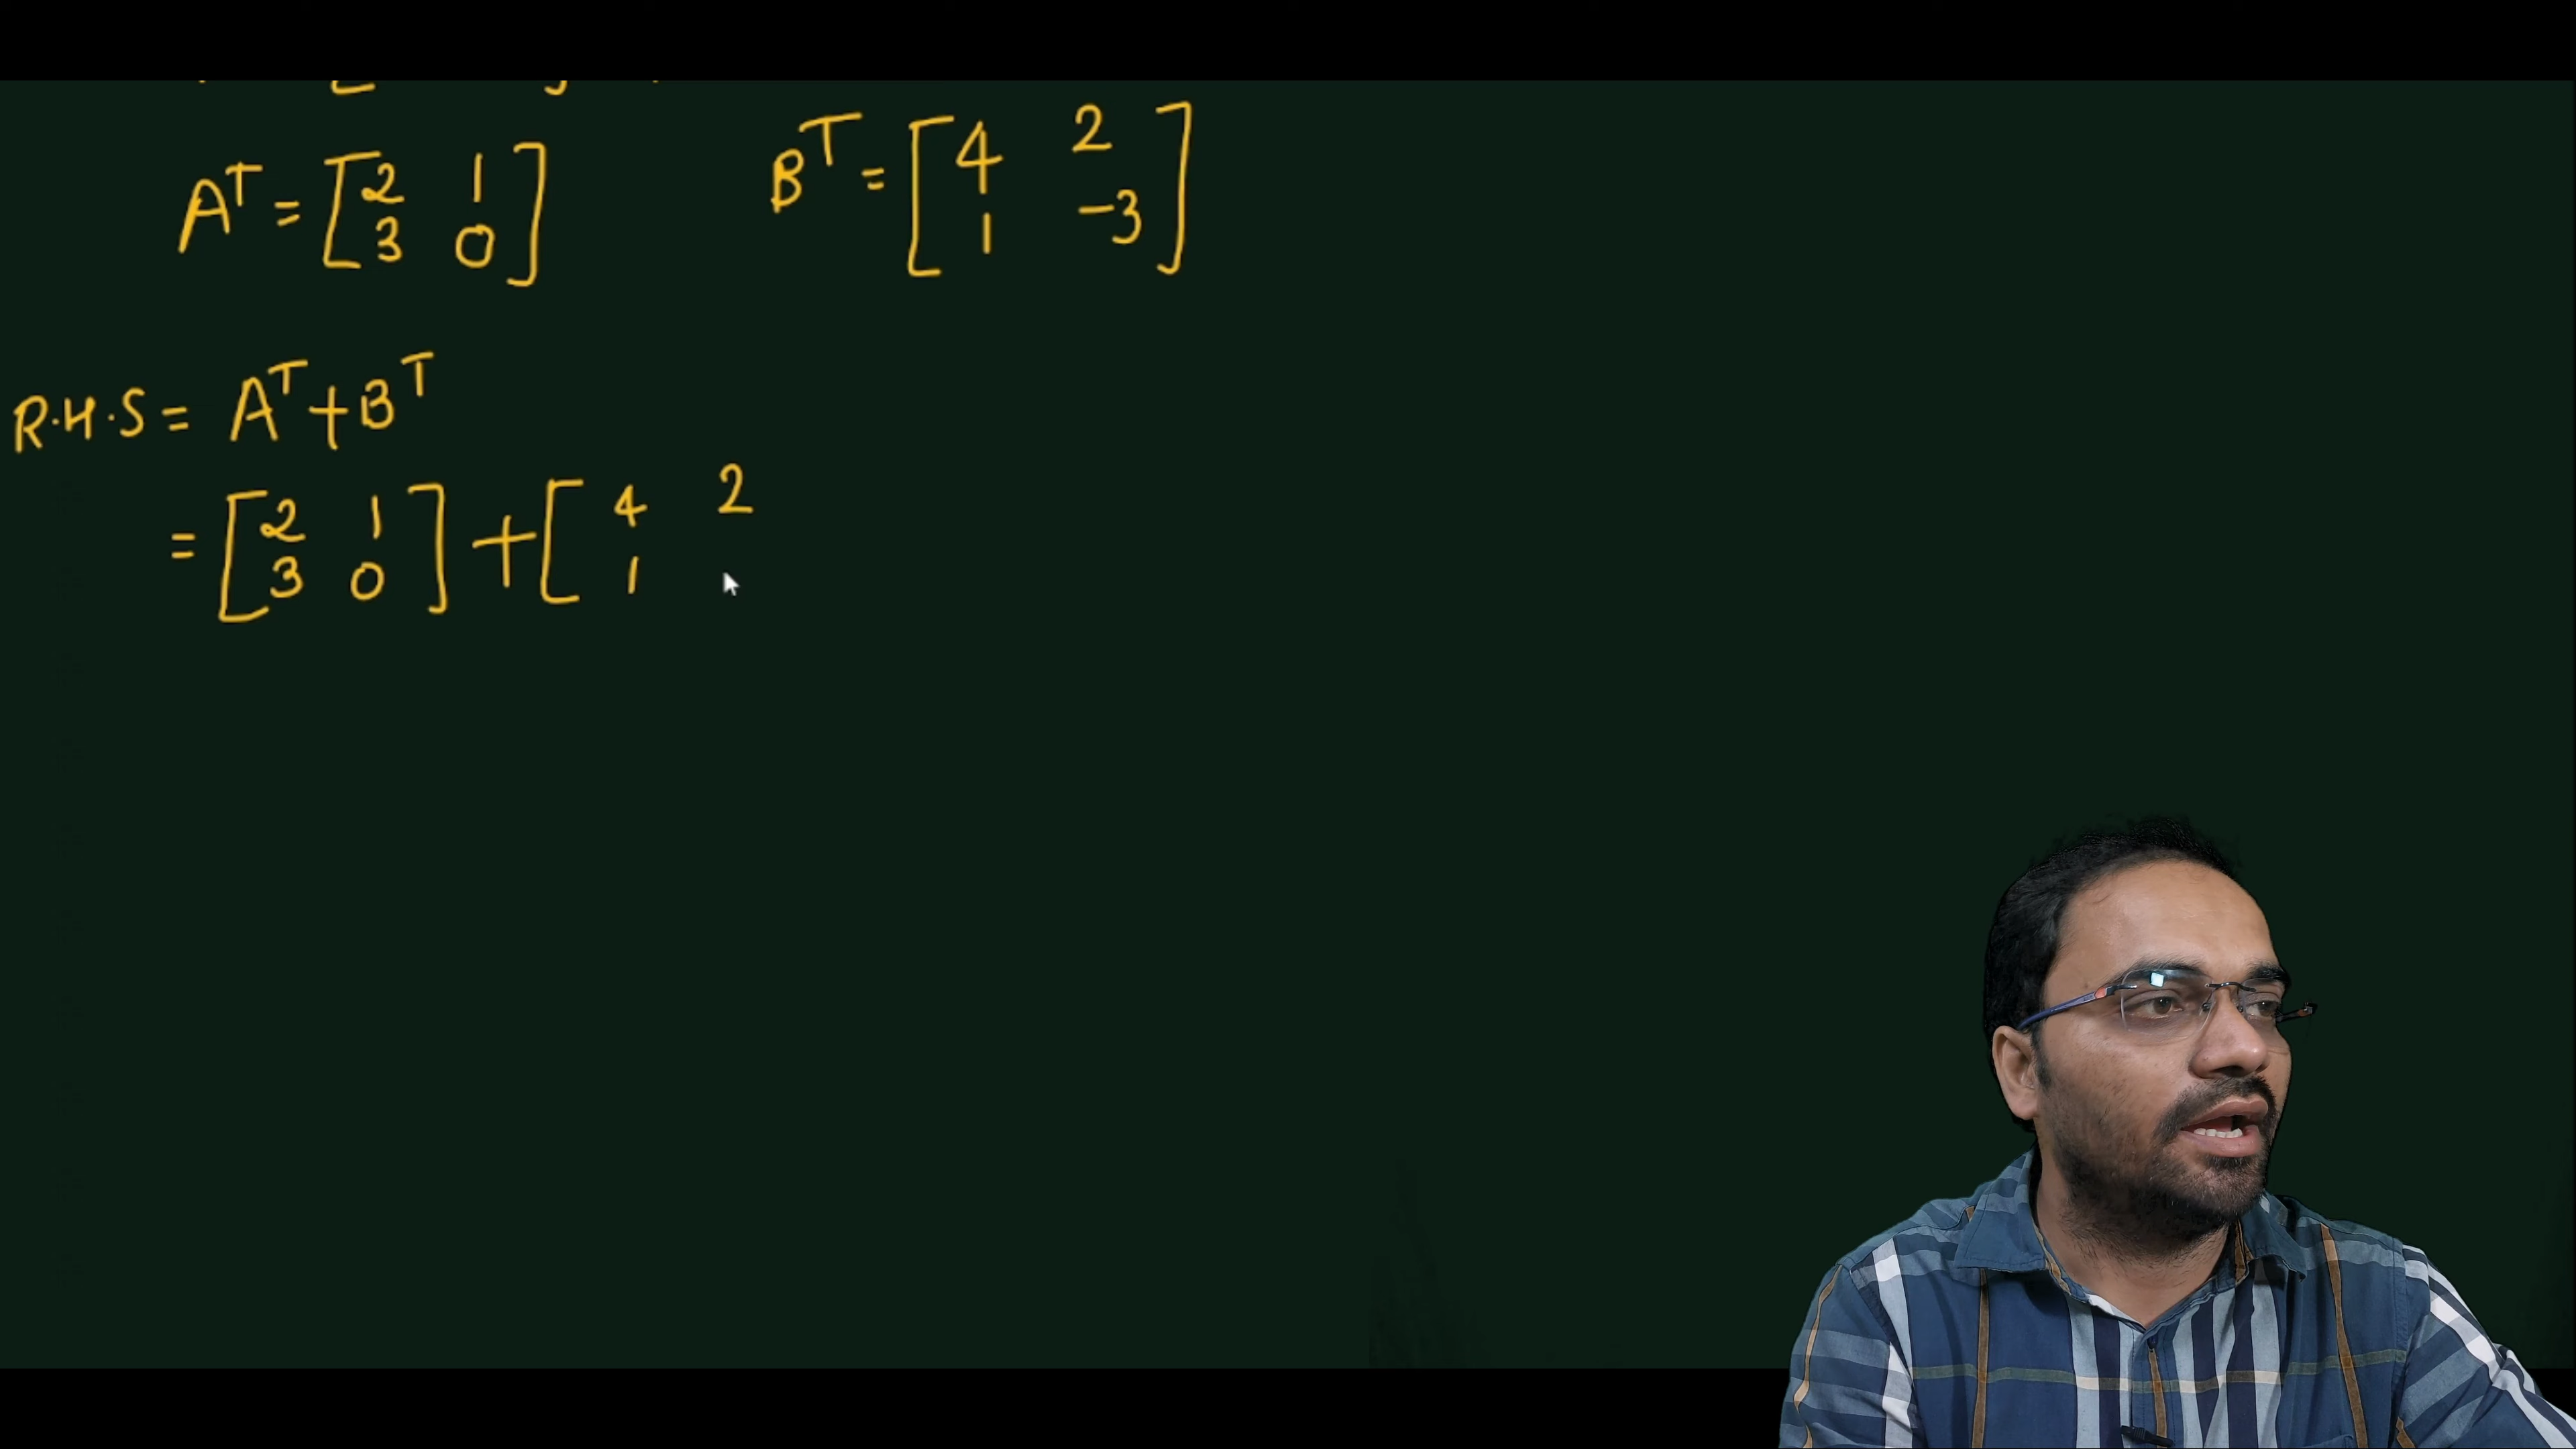 Aᵀ = [2 1
3 0]
Bᵀ = [4 2
1 -3]
R.H.S = Aᵀ + Bᵀ
= [2 1
3 0] + [4 2
1